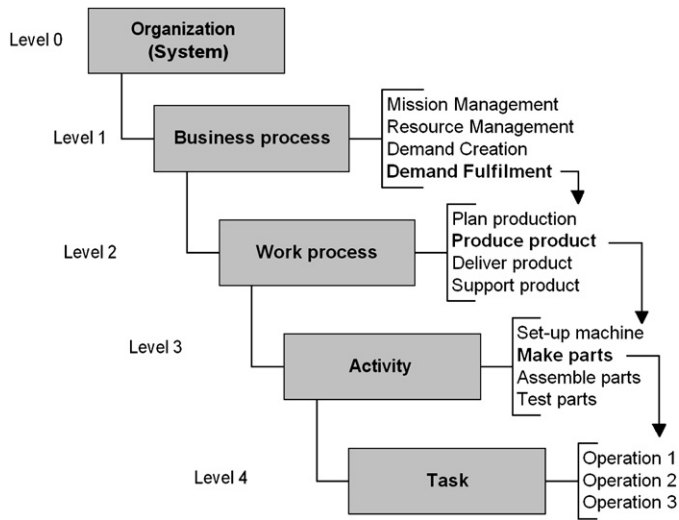 Level 0
Organization
(System)
Level 1
Business process
Mission Management
Resource Management
Demand Creation
Demand Fulfilment
Level 2
Work process
Plan production
Produce product
Deliver product
Support product
Level 3
Activity
Set-up machine
Make parts
Assemble parts
Test parts
Level 4
Task
Operation 1
Operation 2
Operation 3